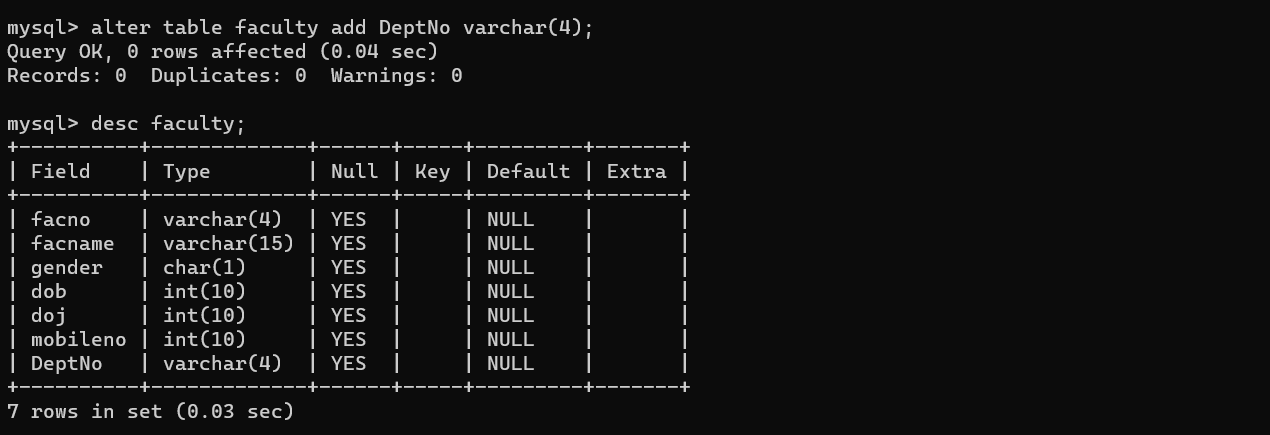 mysql> alter table faculty add DeptNo varchar(4);
Query OK, 0 rows affected (0.04 sec)
Records: 0  Duplicates: 0  Warnings: 0

mysql> desc faculty;
+----------+-------------+------+-----+---------+-------+
| Field    | Type        | Null | Key | Default | Extra |
+----------+-------------+------+-----+---------+-------+
| facno    | varchar(4)  | YES  |     | NULL    |       |
| facname  | varchar(15) | YES  |     | NULL    |       |
| gender   | char(1)     | YES  |     | NULL    |       |
| dob      | int(10)     | YES  |     | NULL    |       |
| doj      | int(10)     | YES  |     | NULL    |       |
| mobileno | int(10)     | YES  |     | NULL    |       |
| DeptNo   | varchar(4)  | YES  |     | NULL    |       |
+----------+-------------+------+-----+---------+-------+
7 rows in set (0.03 sec)